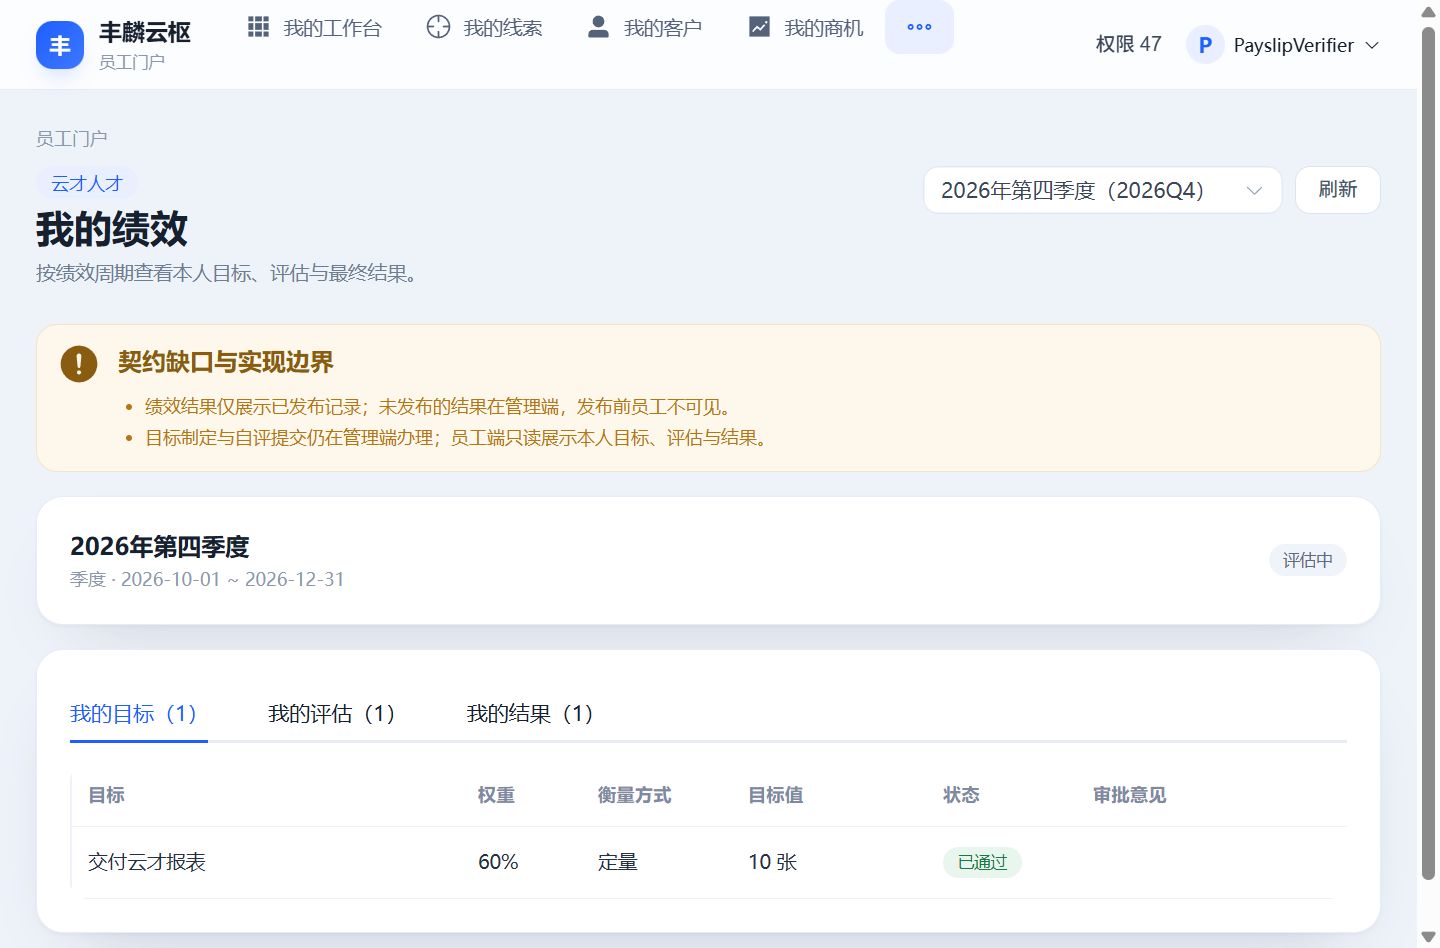 丰
丰麟云枢
员工门户
我的工作台
我的线索
我的客户
我的商机
权限 47
P
PayslipVerifier
员工门户
云才人才
我的绩效
按绩效周期查看本人目标、评估与最终结果。
2026年第四季度（2026Q4）
刷新
契约缺口与实现边界
• 绩效结果仅展示已发布记录；未发布的结果在管理端，发布前员工不可见。
• 目标制定与自评提交仍在管理端办理；员工端只读展示本人目标、评估与结果。
2026年第四季度
季度 · 2026-10-01 ~ 2026-12-31
评估中
我的目标（1） 我的评估（1） 我的结果（1）
目标 权重 衡量方式 目标值 状态 审批意见
交付云才报表 60% 定量 10 张 已通过